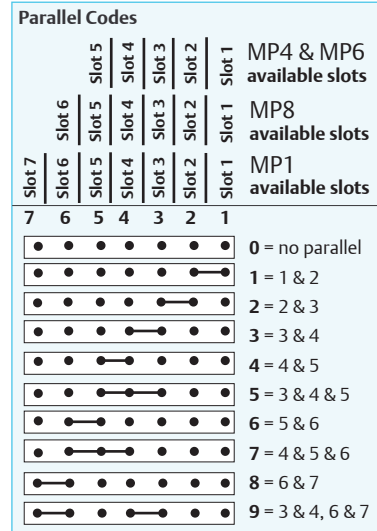 Parallel Codes
Slot 5 Slot 4 Slot 3 Slot 2 Slot 1 MP4 & MP6
available slots
Slot 6 Slot 5 Slot 4 Slot 3 Slot 2 Slot 1 MP8
available slots
Slot 7 Slot 6 Slot 5 Slot 4 Slot 3 Slot 2 Slot 1 MP1
available slots
7 6 5 4 3 2 1
0 = no parallel
1 = 1 & 2
2 = 2 & 3
3 = 3 & 4
4 = 4 & 5
5 = 3 & 4 & 5
6 = 5 & 6
7 = 4 & 5 & 6
8 = 6 & 7
9 = 3 & 4, 6 & 7